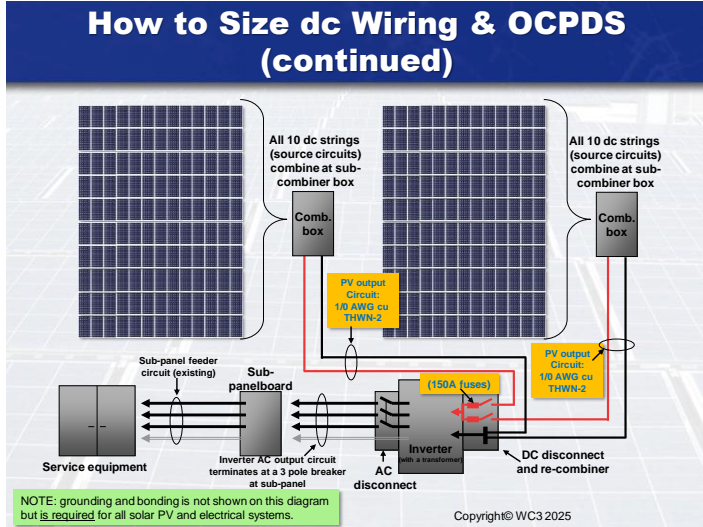 How to Size dc Wiring & OCPDS
(continued)
All 10 dc strings
(source circuits)
combine at sub-
combiner box
Comb.
box
All 10 dc strings
(source circuits)
combine at sub-
combiner box
Comb.
box
PV output
Circuit:
1/0 AWG cu
THWN-2
PV output
Circuit:
1/0 AWG cu
THWN-2
Sub-panel feeder
circuit (existing)
Sub-
panelboard
(150A fuses)
Service equipment
Inverter AC output circuit
terminates at a 3 pole breaker
at sub-panel
AC
disconnect
Inverter
(with a transformer)
DC disconnect
and re-combiner
NOTE: grounding and bonding is not shown on this diagram
but is required for all solar PV and electrical systems.
Copyright© WC3 2025